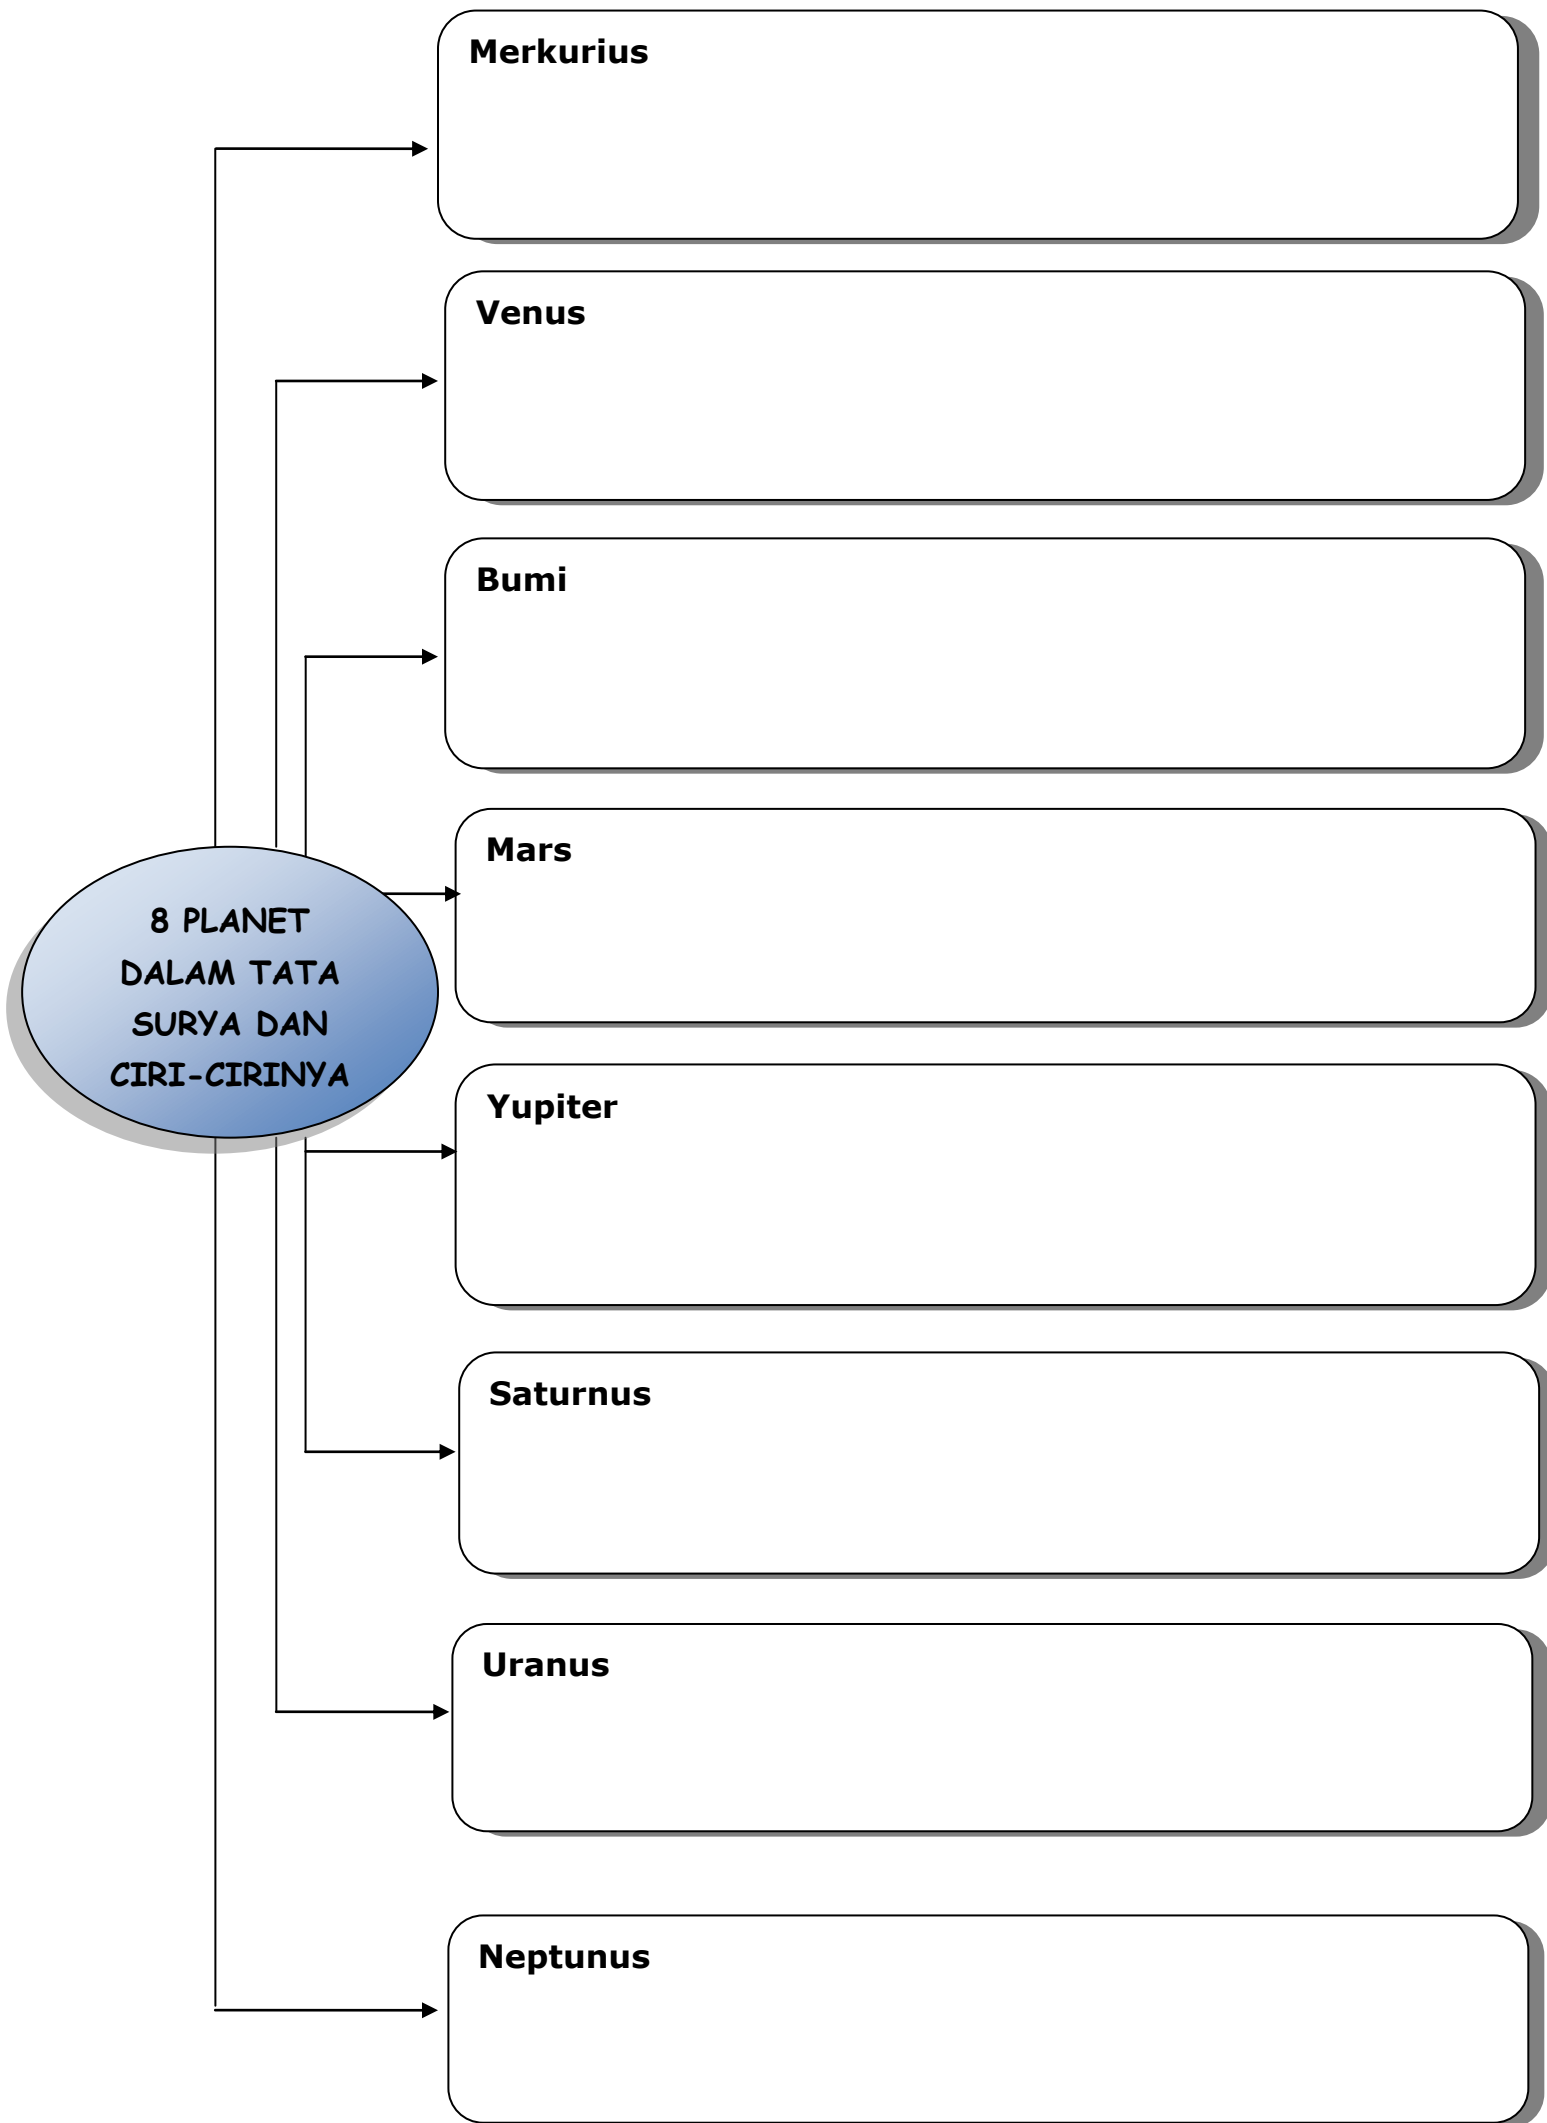 Merkurius
Venus
Bumi
Mars
8 PLANET
DALAM TATA
SURYA DAN
CIRI-CIRINYA
Yupiter
Saturnus
Uranus
Neptunus